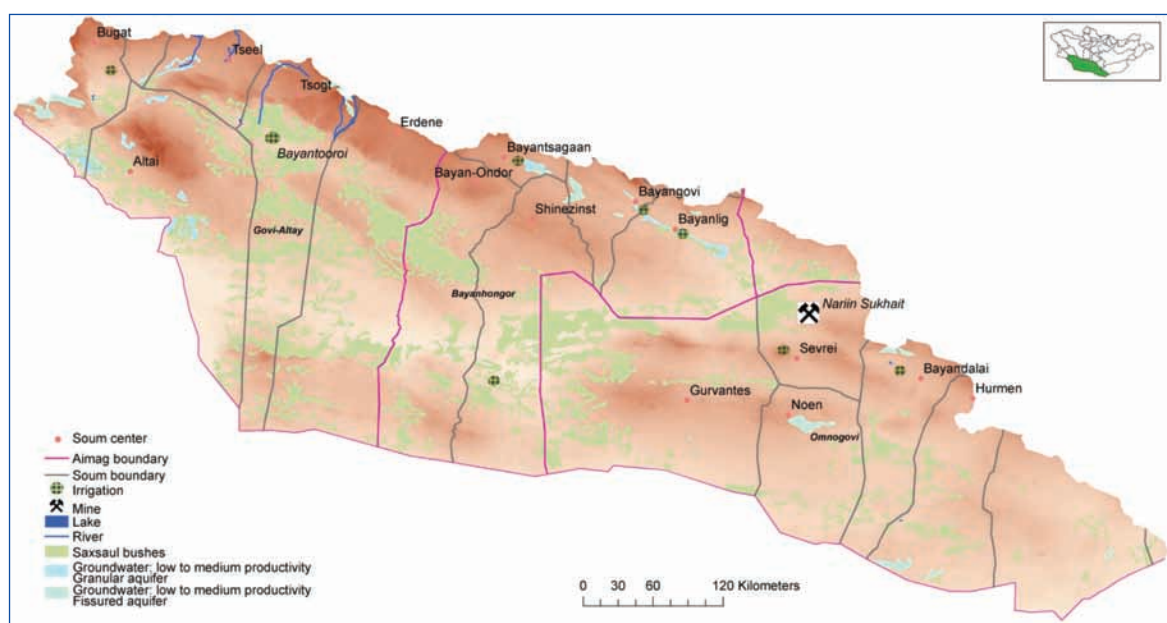 Bugat
Tseel
Tsogt
Erdene
Bayantooroi
Altai
Bayantsagaan
Bayan-Ondor
Bayangovi
Shinezinst
Bayanlig
Govi-Altay
Bayanhongor
Nariin Sukhait
Sevrei
Bayandalai
Gurvantes
Hurmen
Noen
Omnogovi
Soum center
Aimag boundary
Soum boundary
Irrigation
Mine
Lake
River
Saxsaul bushes
Groundwater: low to medium productivity
Granular aquifer
Groundwater: low to medium productivity
Fissured aquifer
0 30 60 120 Kilometers